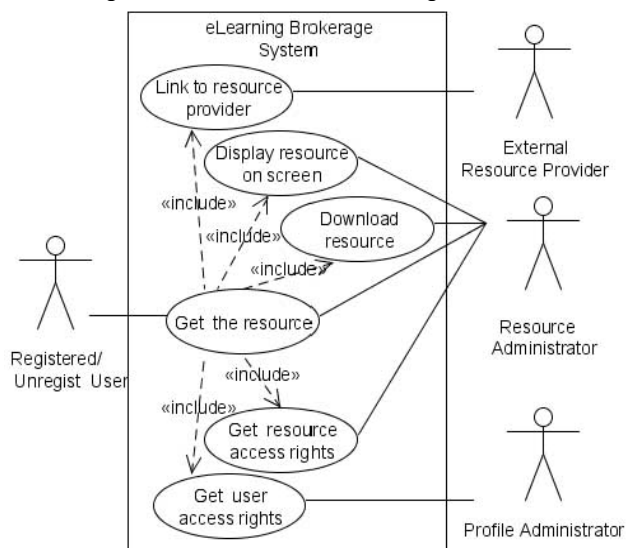 eLearning Brokerage
System
Link to resource
provider
External
Resource Provider
Display resource
on screen
«include»
Download
resource
«include»
«include»
Resource
Administrator
Get the resource
Registered/
Unregist User
«include»
«include»
Get resource
access rights
Get user
access rights
Profile Administrator